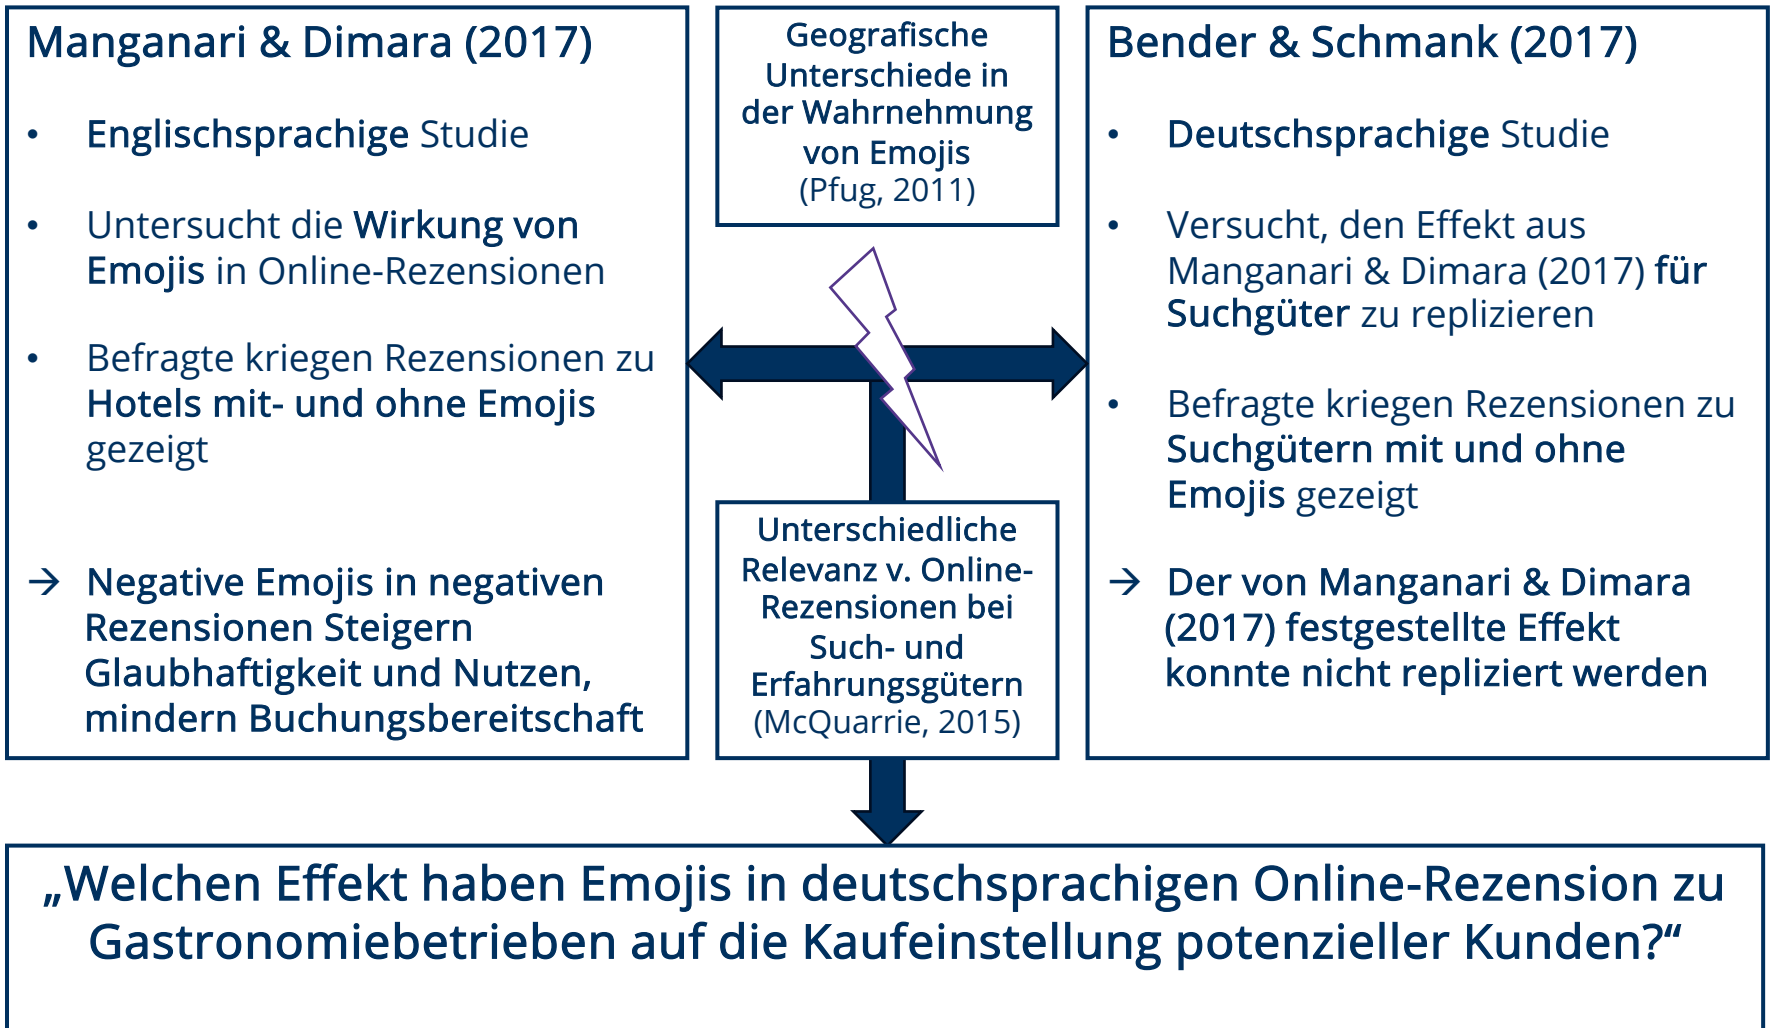 Manganari & Dimara (2017)
• Englischsprachige Studie
• Untersucht die Wirkung von
Emojis in Online-Rezensionen
• Befragte kriegen Rezensionen zu
Hotels mit- und ohne Emojis
gezeigt
→ Negative Emojis in negativen
Rezensionen Steigern
Glaubhaftigkeit und Nutzen,
mindern Buchungsbereitschaft
Geografische
Unterschiede in
der Wahrnehmung
von Emojis
(Pfug, 2011)
Unterschiedliche
Relevanz v. Online-
Rezensionen bei
Such- und
Erfahrungsgütern
(McQuarrie, 2015)
Bender & Schmank (2017)
• Deutschsprachige Studie
• Versucht, den Effekt aus
Manganari & Dimara (2017) für
Suchgüter zu replizieren
• Befragte kriegen Rezensionen zu
Suchgütern mit und ohne
Emojis gezeigt
→ Der von Manganari & Dimara
(2017) festgestellte Effekt
konnte nicht repliziert werden
„Welchen Effekt haben Emojis in deutschsprachigen Online-Rezension zu
Gastronomiebetrieben auf die Kaufeinstellung potenzieller Kunden?“